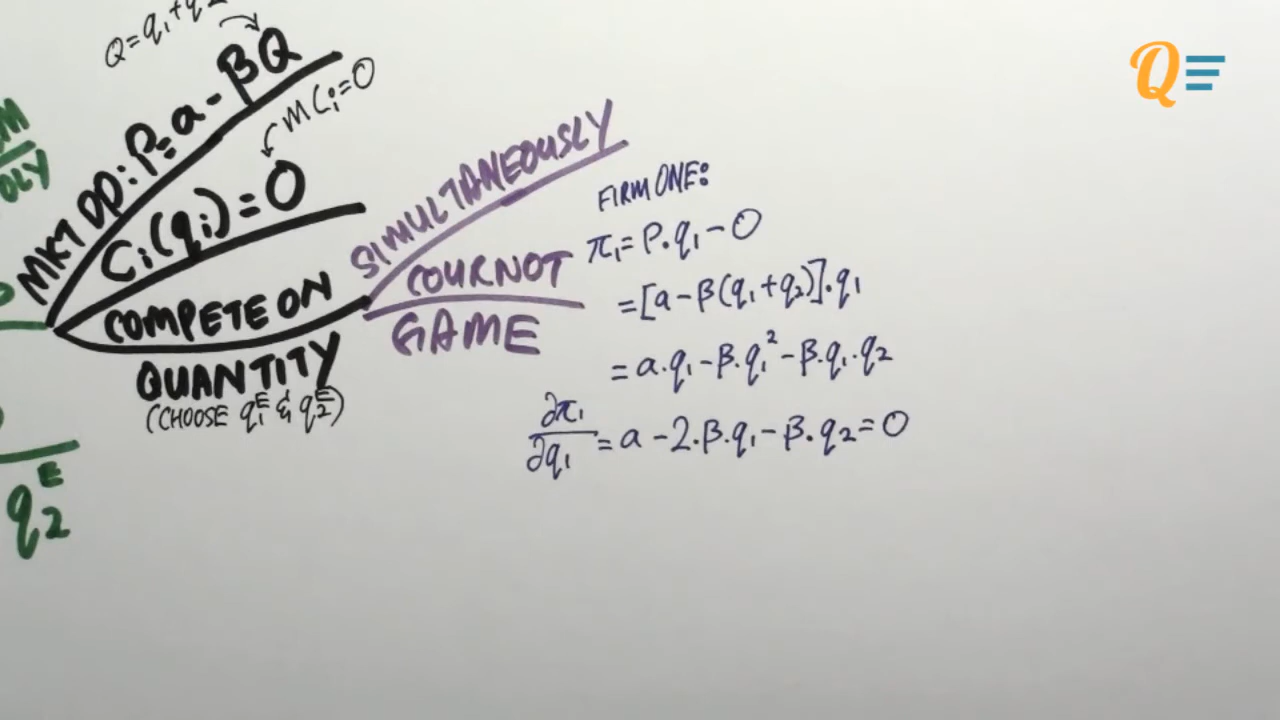 Q=q₁+q₂
MKT DD: P=a-βQ
MCᵢ=0
Cᵢ(qᵢ)=0
COMPETE ON
QUANTITY
(CHOOSE q₁ᴱ & q₂ᴱ)
SIMULTANEOUSLY
COURNOT
GAME
FIRM ONE:
π₁=P.q₁-0
=[a-β(q₁+q₂)].q₁
=a.q₁-β.q₁²-β.q₁.q₂
∂π₁/∂q₁=a-2.β.q₁-β.q₂=0
q₂ᴱ
QE